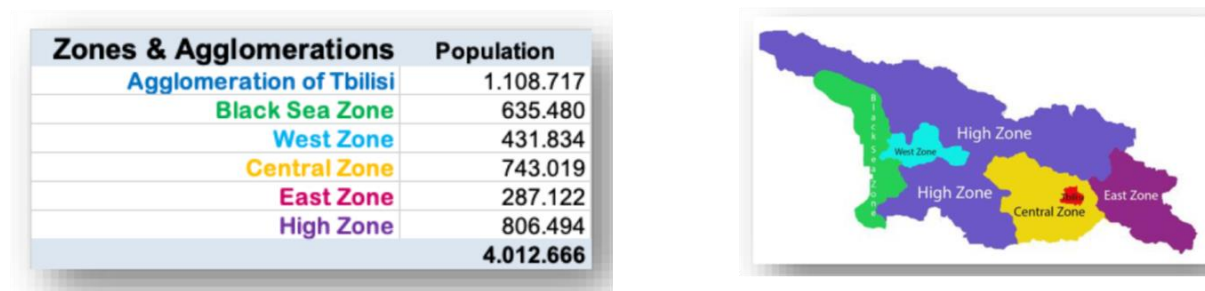 Zones & Agglomerations Population
Agglomeration of Tbilisi 1.108.717
Black Sea Zone 635.480
West Zone 431.834
Central Zone 743.019
East Zone 287.122
High Zone 806.494
4.012.666
Black Sea Zone
High Zone
West Zone
High Zone
East Zone
Tbilisi
Central Zone